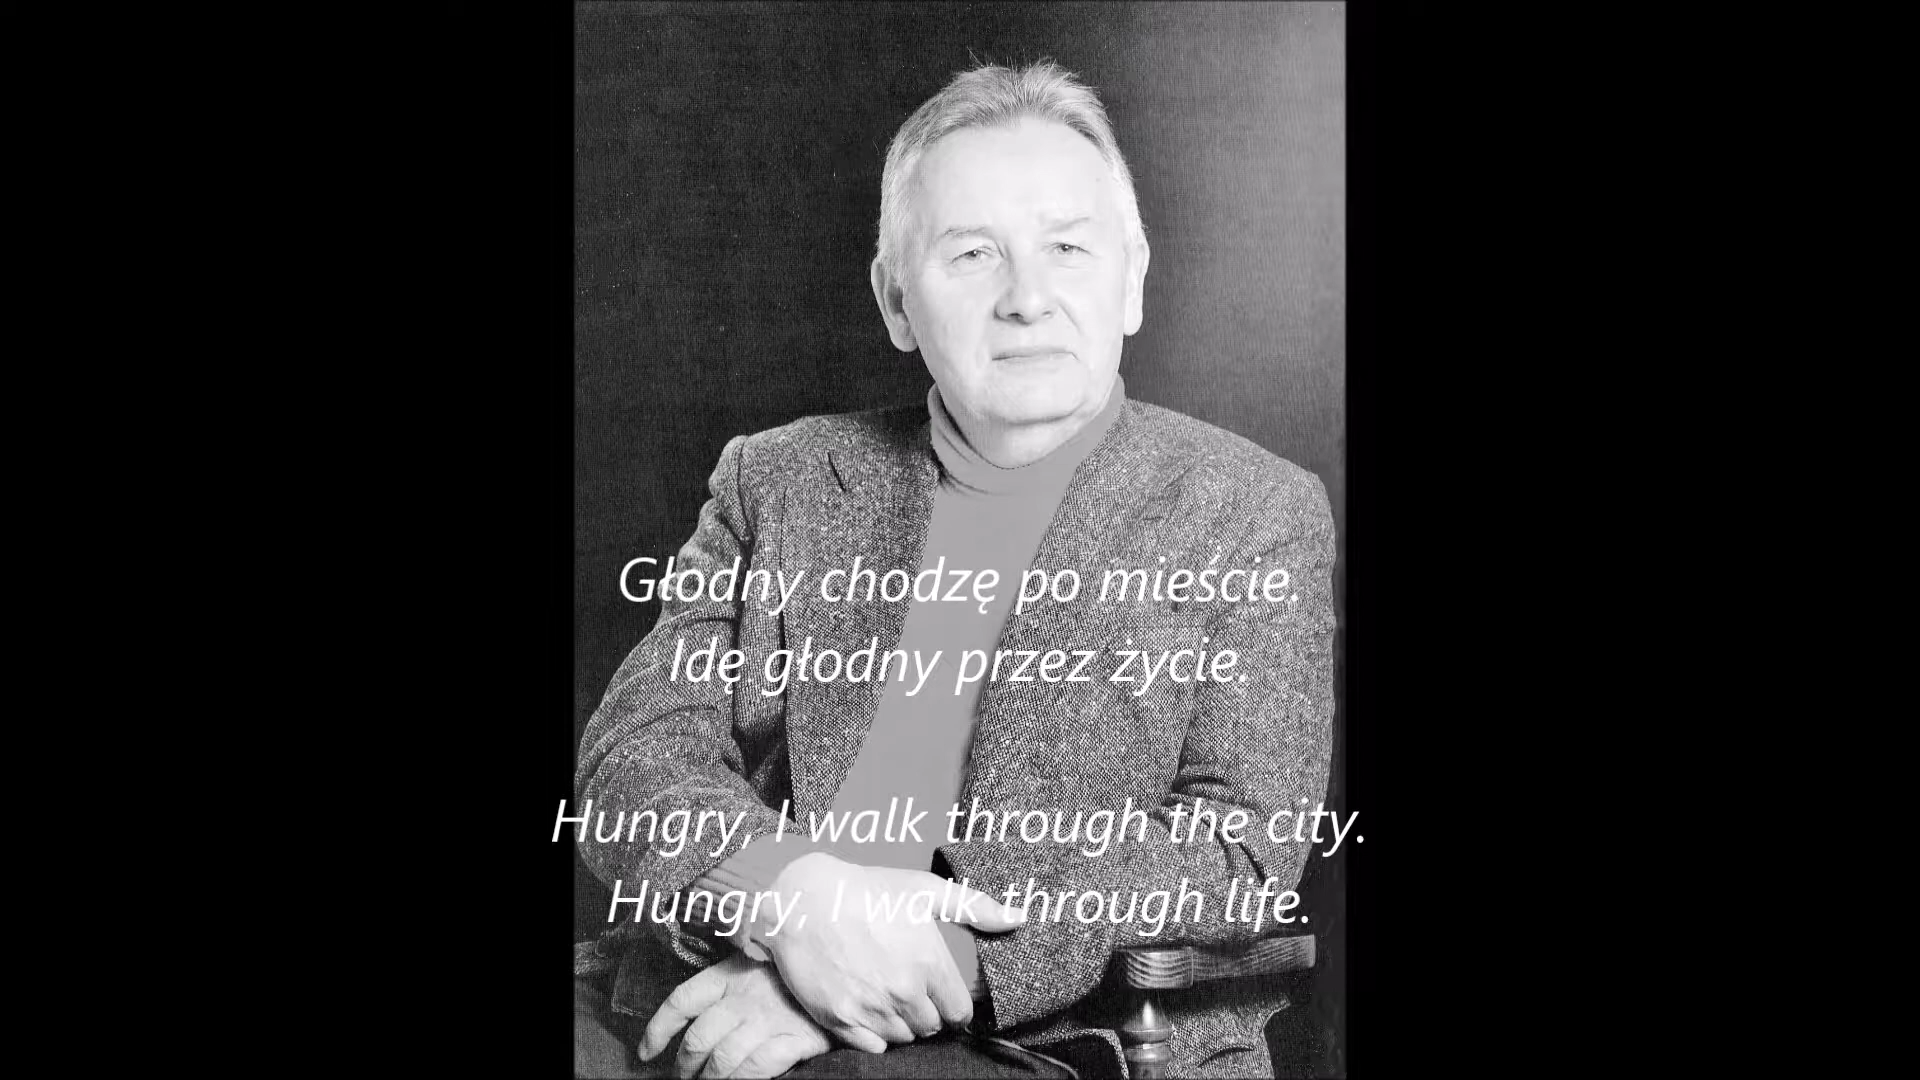 Głodny chodzę po mieście.
Idę głodny przez życie.
Hungry, I walk through the city.
Hungry, I walk through life.